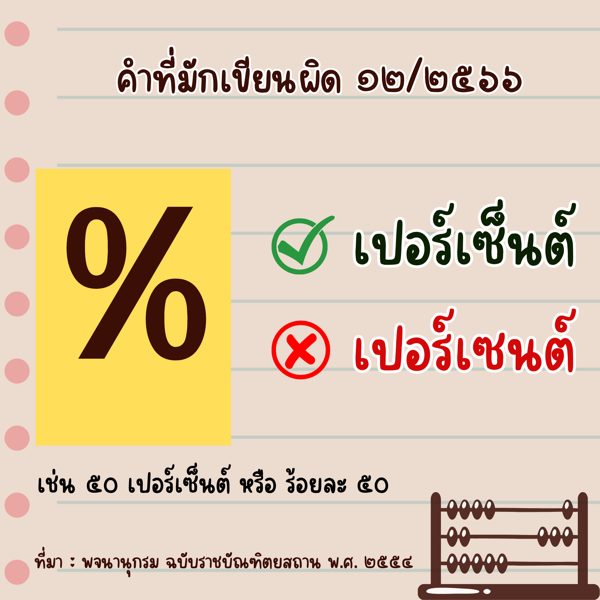 คำที่มักเขียนผิด ๑๒/๒๕๖๖
%
เปอร์เซ็นต์
เปอร์เซนต์
เช่น ๕๐ เปอร์เซ็นต์ หรือ ร้อยละ ๕๐
ที่มา : พจนานุกรม ฉบับราชบัณฑิตยสถาน พ.ศ. ๒๕๕๔